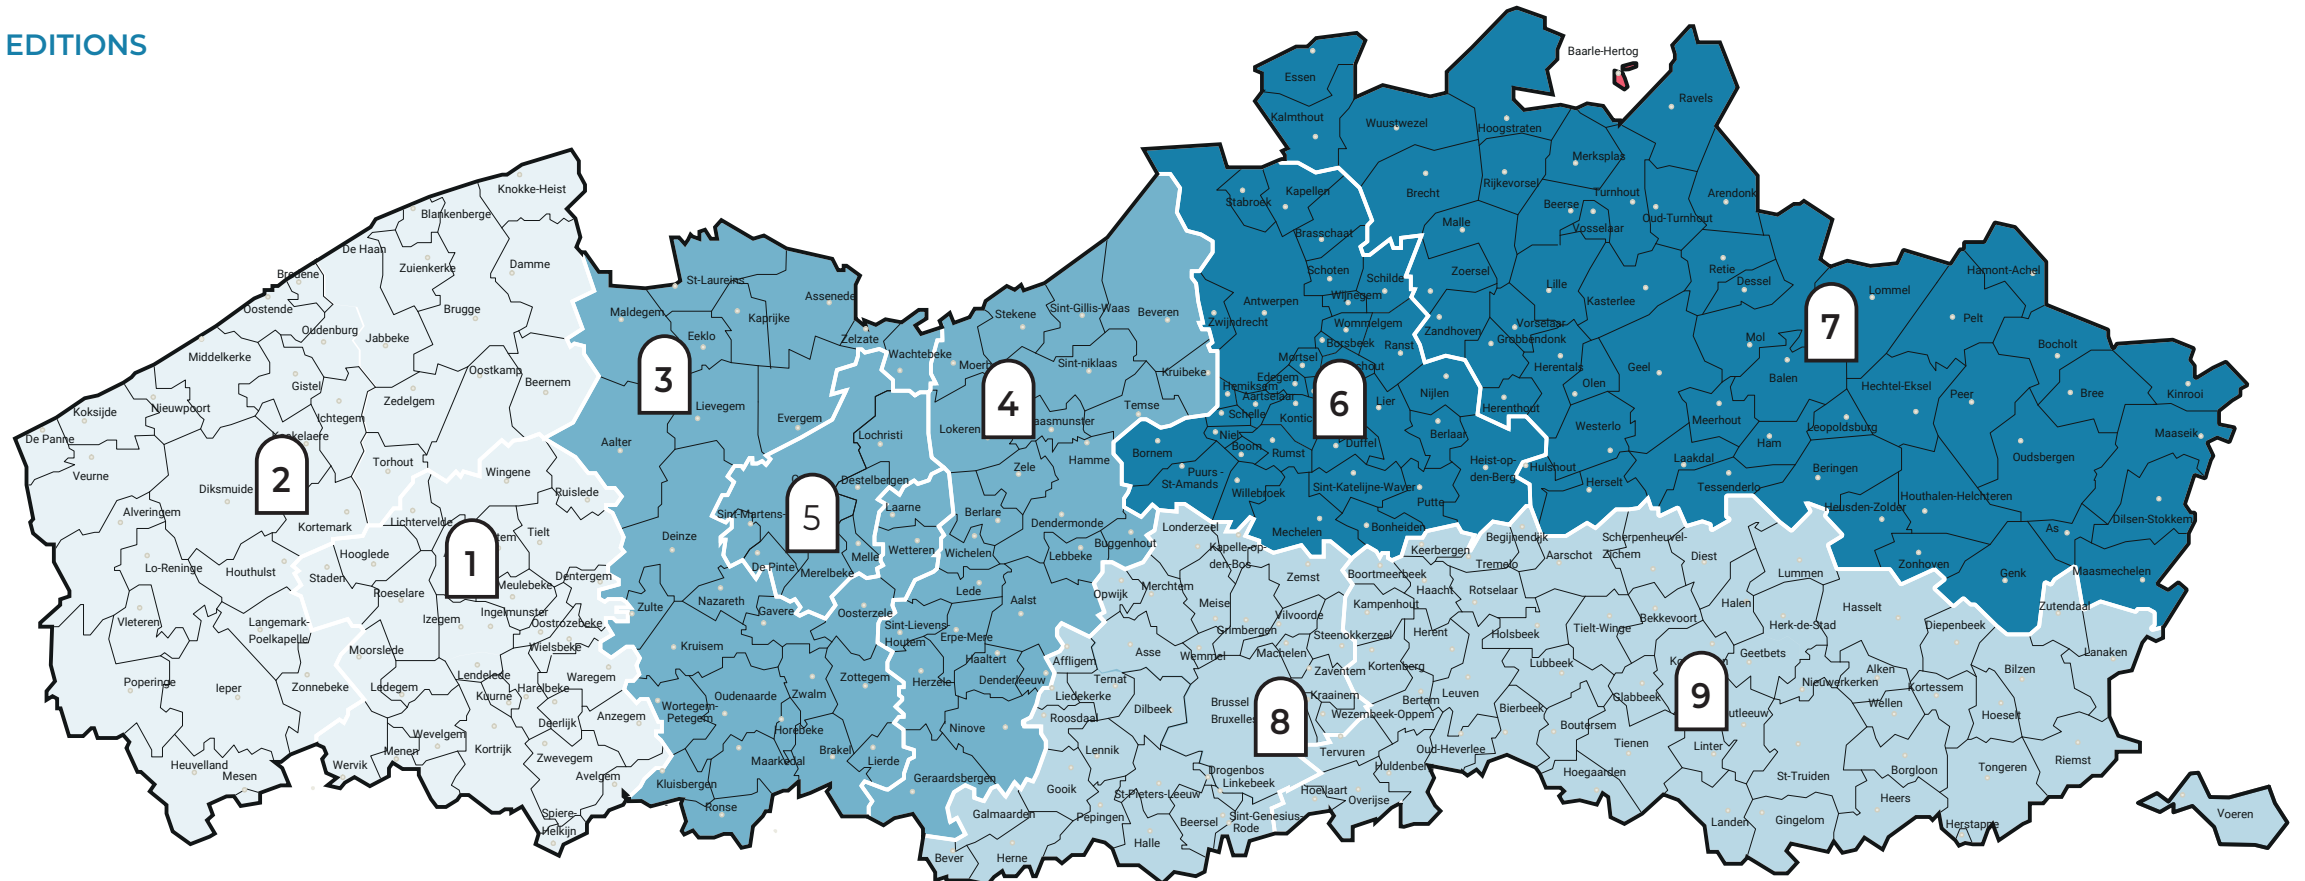 EDITIONS
Baarle-Hertog
Essen
Kalmthout
Wuustwezel
Hoogstraten
Ravels
Merksplas
Rijkevorsel
Brecht
Turnhout
Arendonk
Beerse
Oud-Turnhout
Vosselaar
Malle
Kapellen
Stabroek
Brasschaat
Schoten
Schilde
Zoersel
Retie
Dessel
Lille
Kasterlee
Antwerpen
Wijnegem
Zwijndrecht
Wommelgem
Borsbeek
Ranst
Zandhoven
Vorselaar
Grobbendonk
Mortsel
Edegem
Hemiksem
Aartselaar
Schelle
Niel
Boom
Rumst
Lier
Nijlen
Herenthout
Herentals
Olen
Geel
Mol
Balen
Meerhout
Lommel
Hamont-Achel
Pelt
Bocholt
Hechtel-Eksel
Peer
Bree
Kinrooi
Maaseik
Leopoldsburg
Ham
Oudsbergen
Westerlo
Laakdal
Tessenderlo
Beringen
Houthalen-Helchteren
Heusden-Zolder
As
Dilsen-Stokkem
Zonhoven
Genk
Maasmechelen
Berlaar
Duffel
Heist-op-
den-Berg
Hulshout
Herselt
Bornem
Puurs -
St-Amands
Willebroek
Sint-Katelijne-Waver
Putte
Mechelen
Bonheiden
7
6
Knokke-Heist
Blankenberge
De Haan
Zuienkerke
Damme
Bredene
Oostende
Brugge
Oudenburg
Jabbeke
Middelkerke
Gistel
Oostkamp
Beernem
Ichtegem
Zedelgem
Koksijde
Nieuwpoort
De Panne
Veurne
Torhout
Diksmuide
Alveringem
Kortemark
Lo-Reninge
Houthulst
Vleteren
Langemark-
Poelkapelle
Poperinge
Ieper
Zonnebeke
Heuvelland
Mesen
2
Wingene
Ruislede
Lichtervelde
Tielt
Hooglede
Staden
Roeselare
Meulebeke
Dentergem
Ingelmunster
Izegem
Oostrozebeke
Wielsbeke
Moorslede
Ledegem
Lendelede
Kuurne
Harelbeke
Waregem
Deerlijk
Anzegem
Wevelgem
Menen
Wervik
Kortrijk
Zwevegem
Avelgem
Spiere-
Helkijn
1
St-Laureins
Maldegem
Assenede
Kaprijke
Eeklo
Zelzate
Lievegem
Evergem
Aalter
Deinze
Nazareth
Gavere
Zulte
Oosterzele
Kruisem
Wortegem-
Petegem
Oudenaarde
Zwalm
Zottegem
Horebeke
Maarkedal
Brakel
Lierde
Kluisbergen
Ronse
Laarne
Wetteren
3
Wachtebeke
Lochristi
Destelbergen
Sint-Martens-
De Pinte
Merelbeke
Melle
5
Stekene
Sint-Gillis-Waas
Beveren
Sint-niklaas
Kruibeke
Temse
Lokeren
Hamme
Zele
Berlare
Dendermonde
Wichelen
Lebbeke
Buggenhout
Lede
Aalst
Sint-Lievens-
Houtem
Erpe-Mere
Haaltert
Denderleeuw
Herzele
Ninove
Geraardsbergen
4
Londerzeel
Kapelle-op-
den-Bos
Zemst
Merchtem
Opwijk
Meise
Vilvoorde
Grimbergen
Asse
Wemmel
Machelen
Affligem
Ternat
Liedekerke
Roosdaal
Dilbeek
Brussel
Zaventem
Kraainem
Wezembeek-Oppem
Lennik
Drogenbos
Linkebeek
Gooik
St-Pieters-Leeuw
Pepingen
Galmaarden
Beersel
Sint-Genesius-
Rode
Halle
Herne
Bever
8
Keerbergen
Begijnendijk
Tremelo
Aarschot
Scherpenheuvel-
Zichem
Diest
Boortmeerbeek
Haacht
Rotselaar
Kampenhout
Steenokkerzeel
Herent
Holsbeek
Tielt-Winge
Bekkevoort
Halen
Lummen
Herk-de-Stad
Hasselt
Diepenbeek
Zutendaal
Lanaken
Kortenberg
Lubbeek
Geetbets
Leuven
Bertem
Bierbeek
Glabbeek
Boutersem
Tienen
Linter
Nieuwerkerken
Alken
Kortessem
Wellen
Bilzen
Hoeselt
Tervuren
Oud-Heverlee
Huldenberg
Hoeilaart
Overijse
Hoegaarden
Landen
St-Truiden
Gingelom
Borgloon
Heers
Tongeren
Riemst
Herstappe
Voeren
9